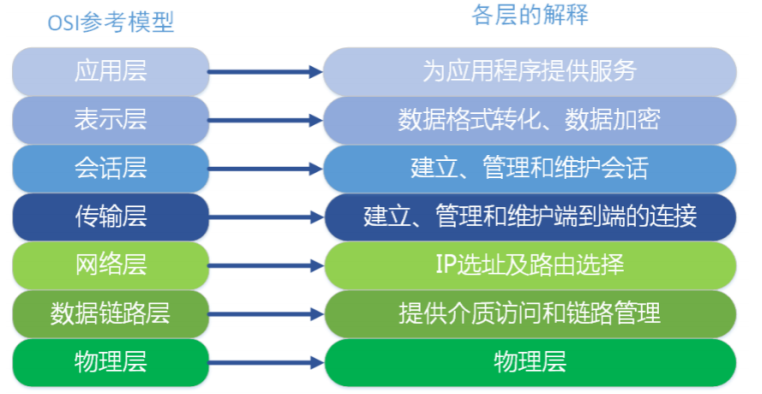 OSI参考模型
各层的解释
应用层
为应用程序提供服务
表示层
数据格式转化、数据加密
会话层
建立、管理和维护会话
传输层
建立、管理和维护端到端的连接
网络层
IP选址及路由选择
数据链路层
提供介质访问和链路管理
物理层
物理层